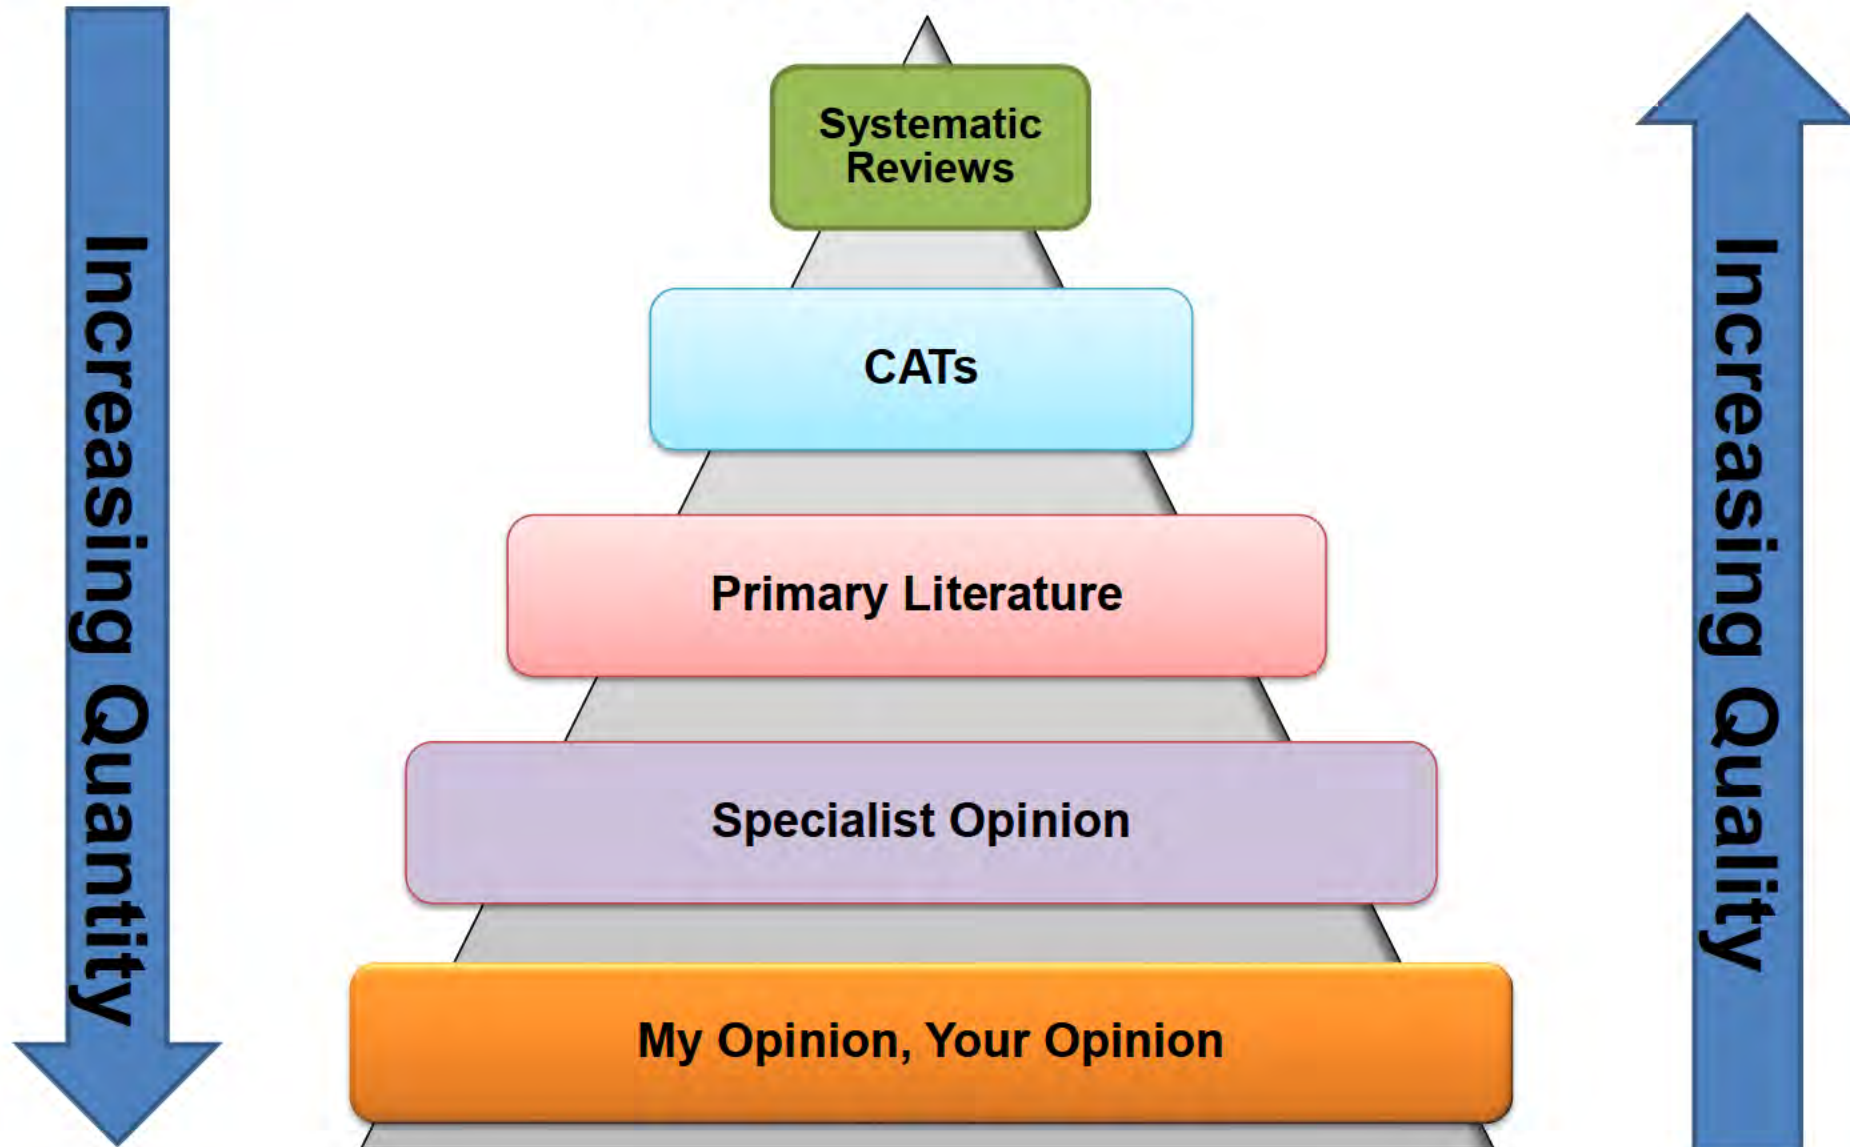 Systematic
Reviews
CATs
Primary Literature
Specialist Opinion
My Opinion, Your Opinion
Increasing Quantity
Increasing Quality